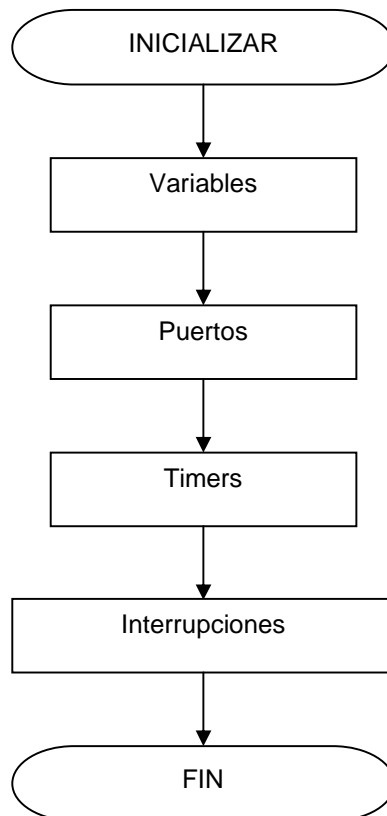 INICIALIZAR
Variables
Puertos
Timers
Interrupciones
FIN